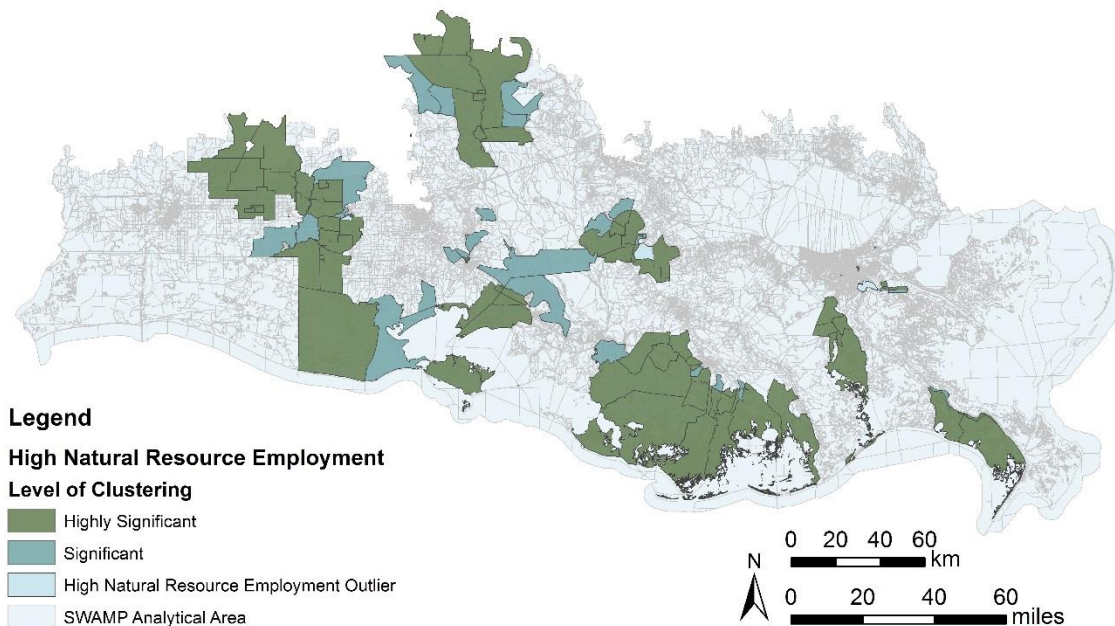 Legend
High Natural Resource Employment
Level of Clustering
Highly Significant
Significant
High Natural Resource Employment Outlier
SWAMP Analytical Area
N
0 20 40 60
km
0 20 40 60
miles